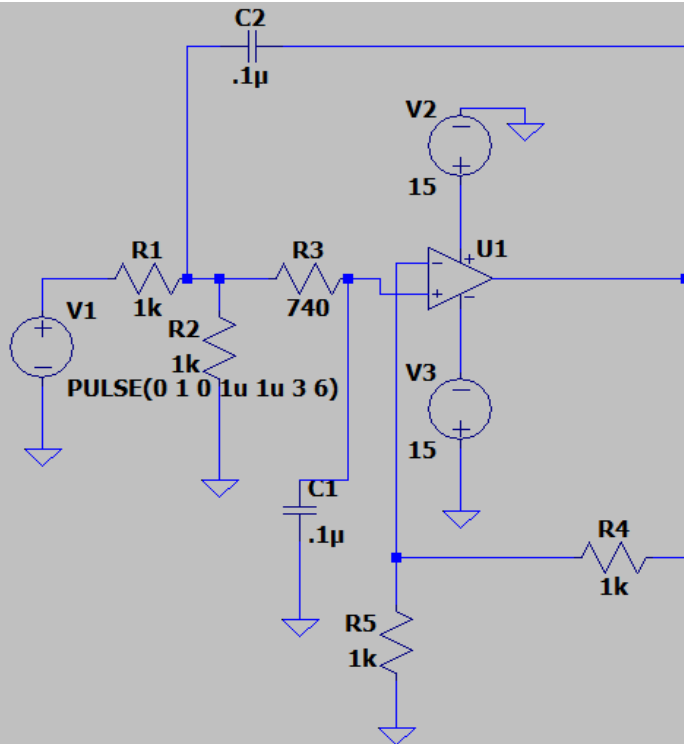 C2
.1µ
V2
15
R1
1k
R3
740
U1
V1
R2
1k
PULSE(0 1 0 1u 1u 3 6)
V3
15
C1
.1µ
R4
1k
R5
1k